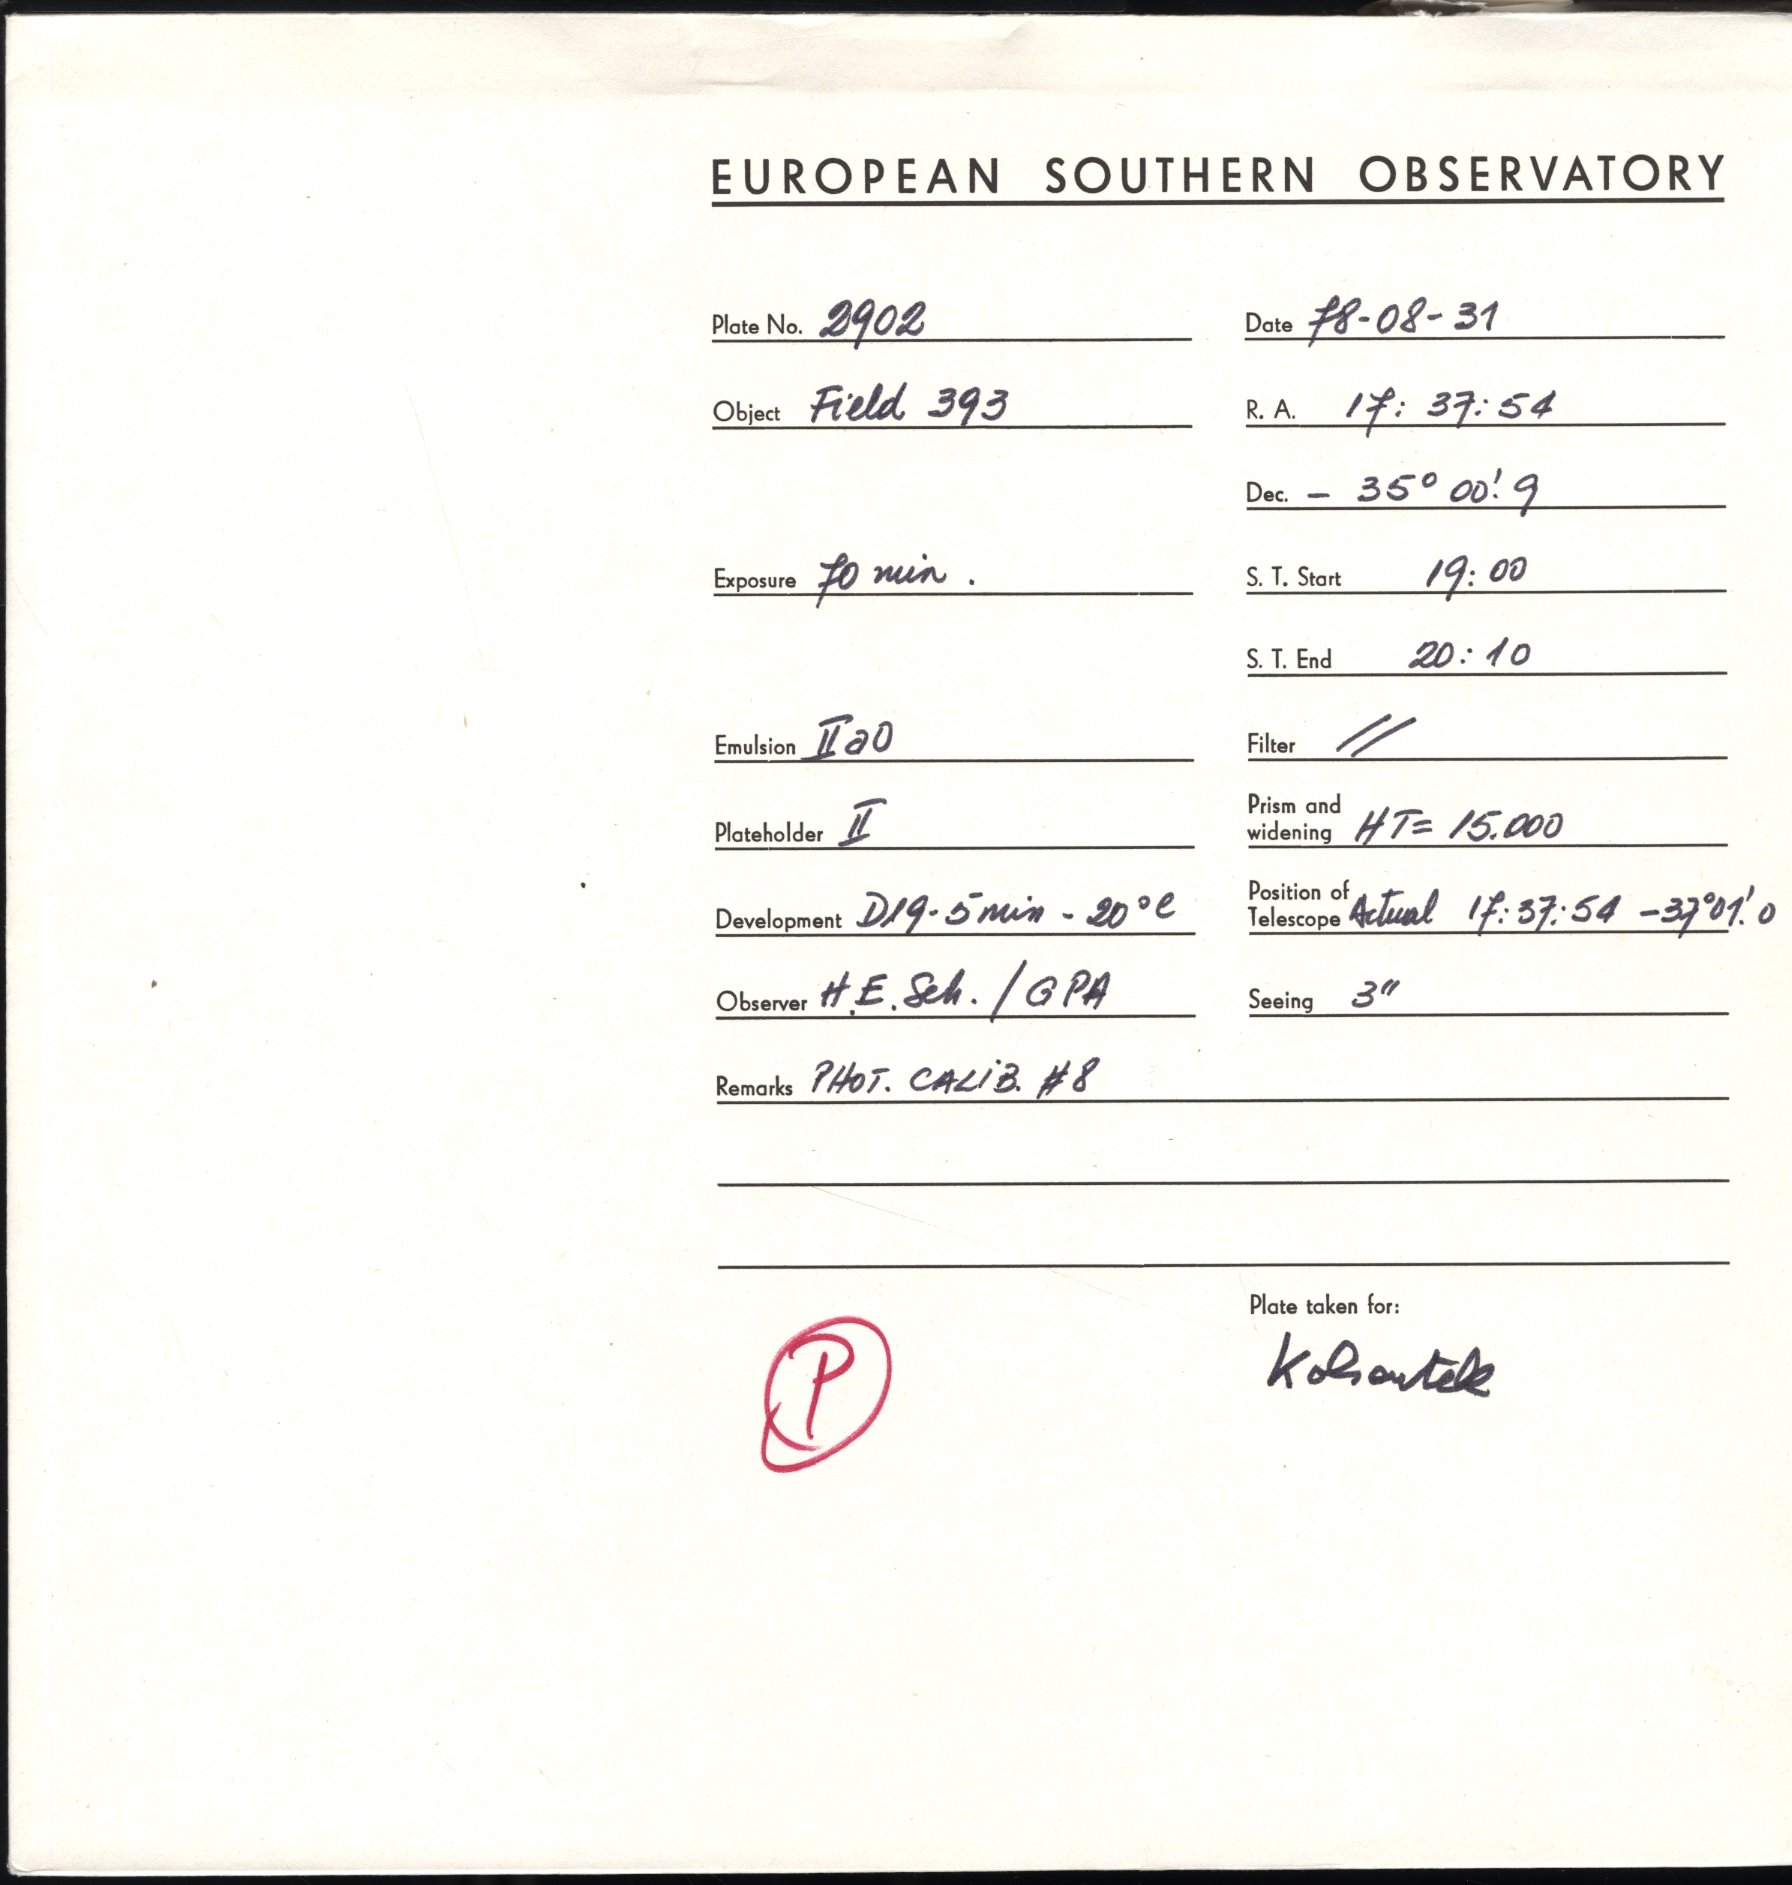 EUROPEAN SOUTHERN OBSERVATORY
Plate No. 2902 Date 78-08-31
Object Field 393 R. A. 17: 37: 54
Dec. - 35° 00!9
Exposure 70 min. S. T. Start 19:00
S. T. End 20:10
Emulsion IIaO Filter //
Plateholder II Prism and widening HT= 15.000
Development D19-5min - 20°C Position of Telescope Actual 17:37:54 -37°01!0
Observer H.E. Sch. / GPA Seeing 3"
Remarks PHOT. CALIB. #8
Plate taken for:
P Kohoutek